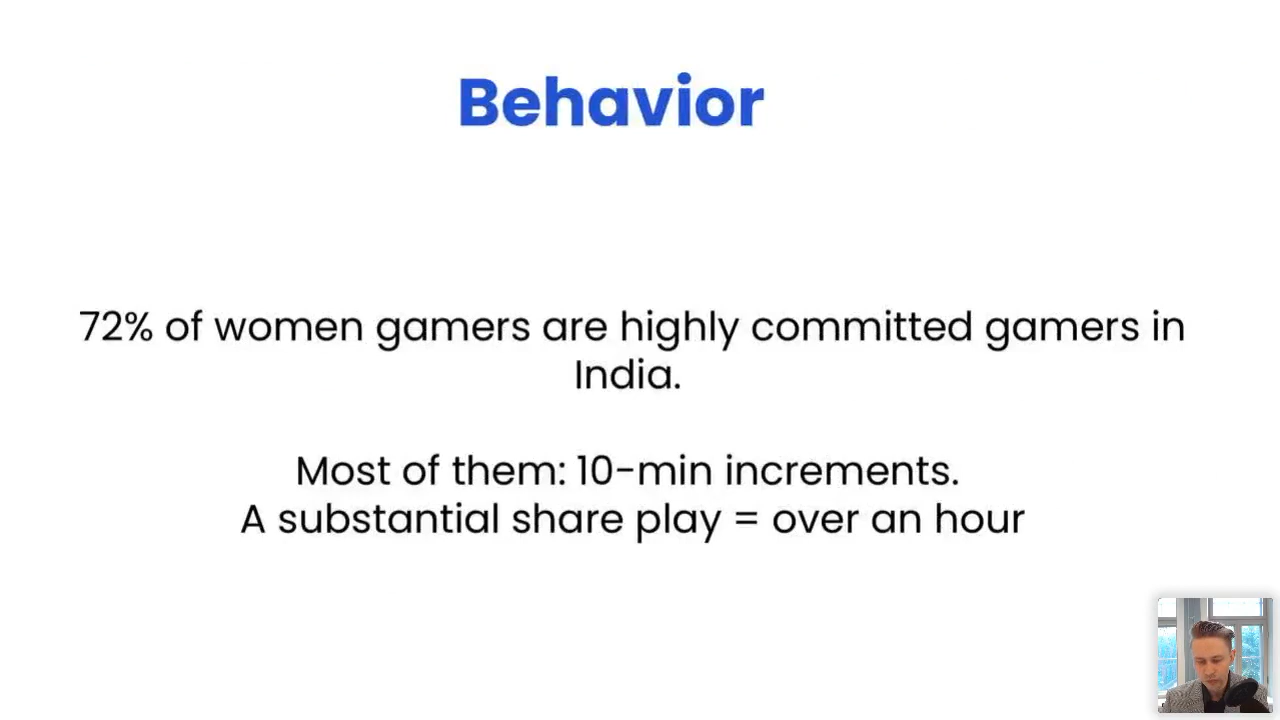 Behavior
72% of women gamers are highly committed gamers in
India.
Most of them: 10-min increments.
A substantial share play = over an hour